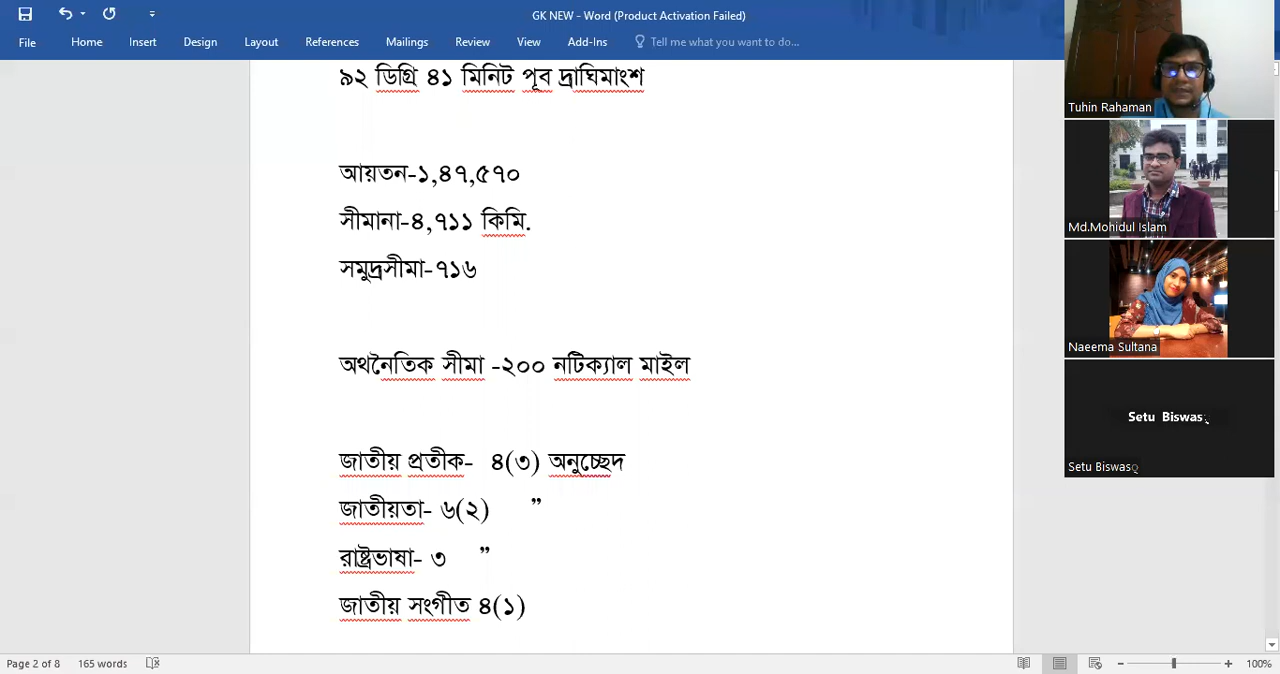 GK NEW - Word (Product Activation Failed)
File Home Insert Design Layout References Mailings Review View Add-Ins Tell me what you want to do...
৯২ ডিগ্রি ৪১ মিনিট পূব দ্রাঘিমাংশ
আয়তন-১,৪৭,৫৭০
সীমানা-৪,৭১১ কিমি.
সমুদ্রসীমা-৭১৬
অথনৈতিক সীমা -২০০ নটিক্যাল মাইল
জাতীয় প্রতীক- ৪(৩) অনুচ্ছেদ
জাতীয়তা- ৬(২) ”
রাষ্ট্রভাষা- ৩ ”
জাতীয় সংগীত ৪(১)
Tuhin Rahaman
Md.Mohidul Islam
Naeema Sultana
Setu Biswas
Setu Biswas
Page 2 of 8 165 words 100%